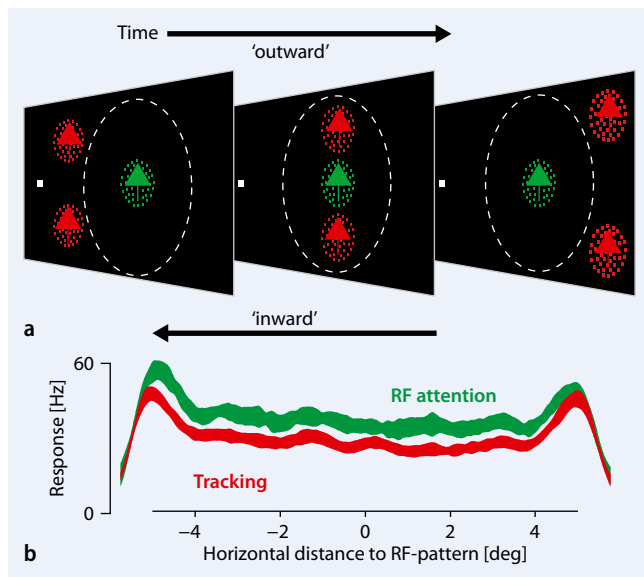 Time
‘outward’
‘inward’
a
60
RF attention
Response [Hz]
Tracking
0
−4 −2 0 2 4
b Horizontal distance to RF-pattern [deg]